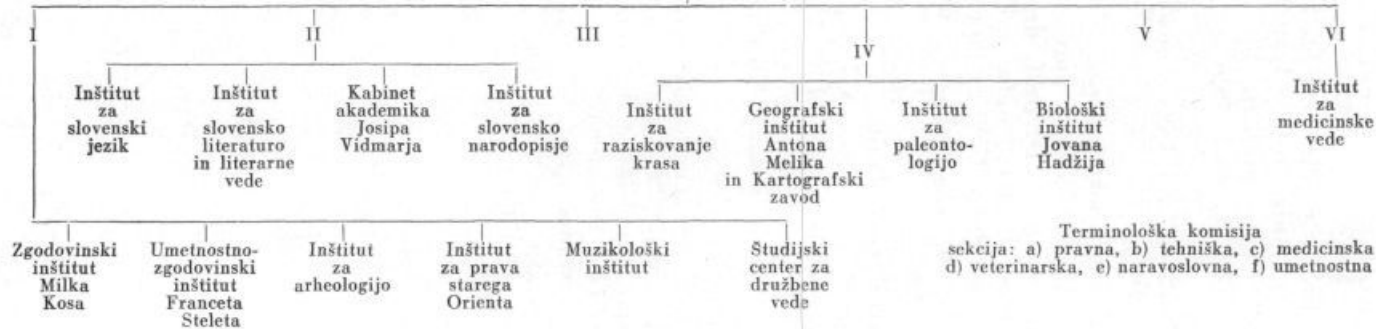 I
II
III
IV
V
VI
Inštitut
za
slovenski
jezik
Inštitut
za
slovensko
literaturo
in literarne
vede
Kabinet
akademika
Josipa
Vidmarja
Inštitut
za
slovensko
narodopisje
Inštitut
za
raziskovanje
krasa
Geografski
inštitut
Antona
Melika
in Kartografski
zavod
Inštitut
za
paleonto-
logijo
Biološki
inštitut
Jovana
Hadžija
Inštitut
za
medicinske
vede
Zgodovinski
inštitut
Milka
Kosa
Umetnostno-
zgodovinski
inštitut
Franceta
Steleta
Inštitut
za
arheologijo
Inštitut
za prava
starega
Orienta
Muzikološki
inštitut
Študijski
center za
družbene
vede
Terminološka komisija
sekcija: a) pravna, b) tehniška, c) medicinska
d) veterinarska, e) naravoslovna, f) umetnostna